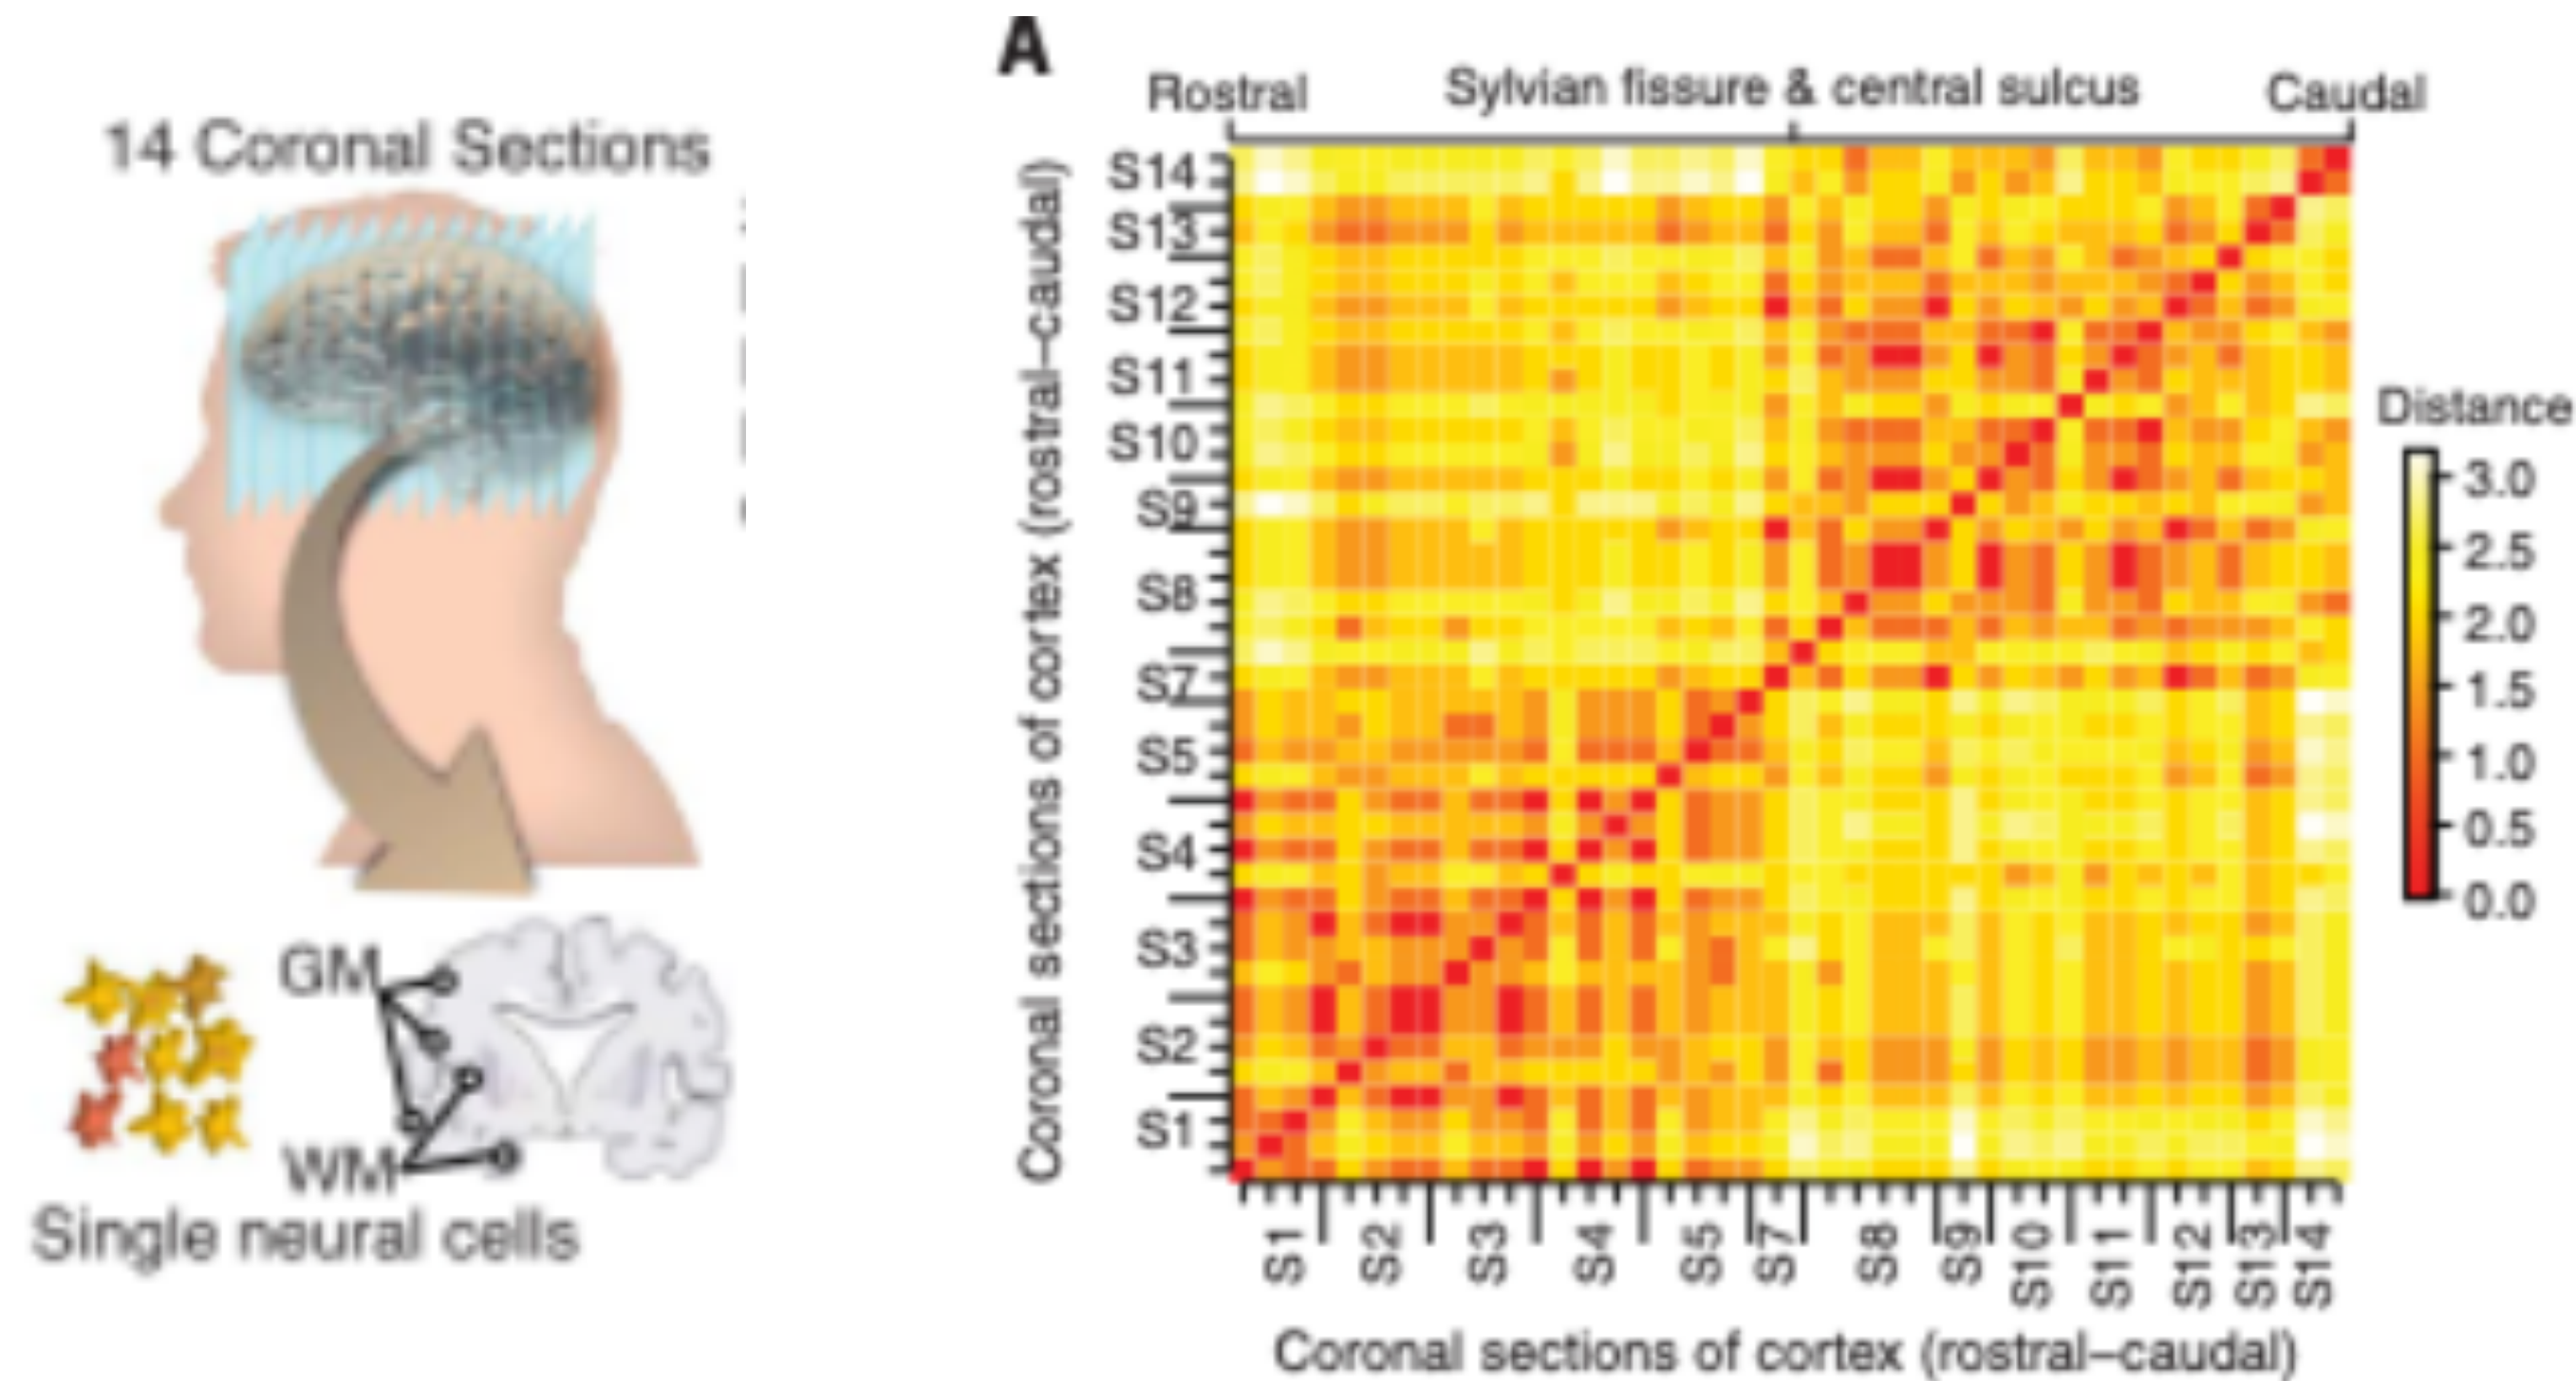 14 Coronal Sections
GM
WM
Single neural cells
A
Rostral
Sylvian fissure & central sulcus
Caudal
Coronal sections of cortex (rostral–caudal)
S14
S13
S12
S11
S10
S9
S8
S7
S5
S4
S3
S2
S1
S1
S2
S3
S4
S5
S7
S8
S9
S10
S11
S12
S13
S14
Coronal sections of cortex (rostral–caudal)
Distance
3.0
2.5
2.0
1.5
1.0
0.5
0.0